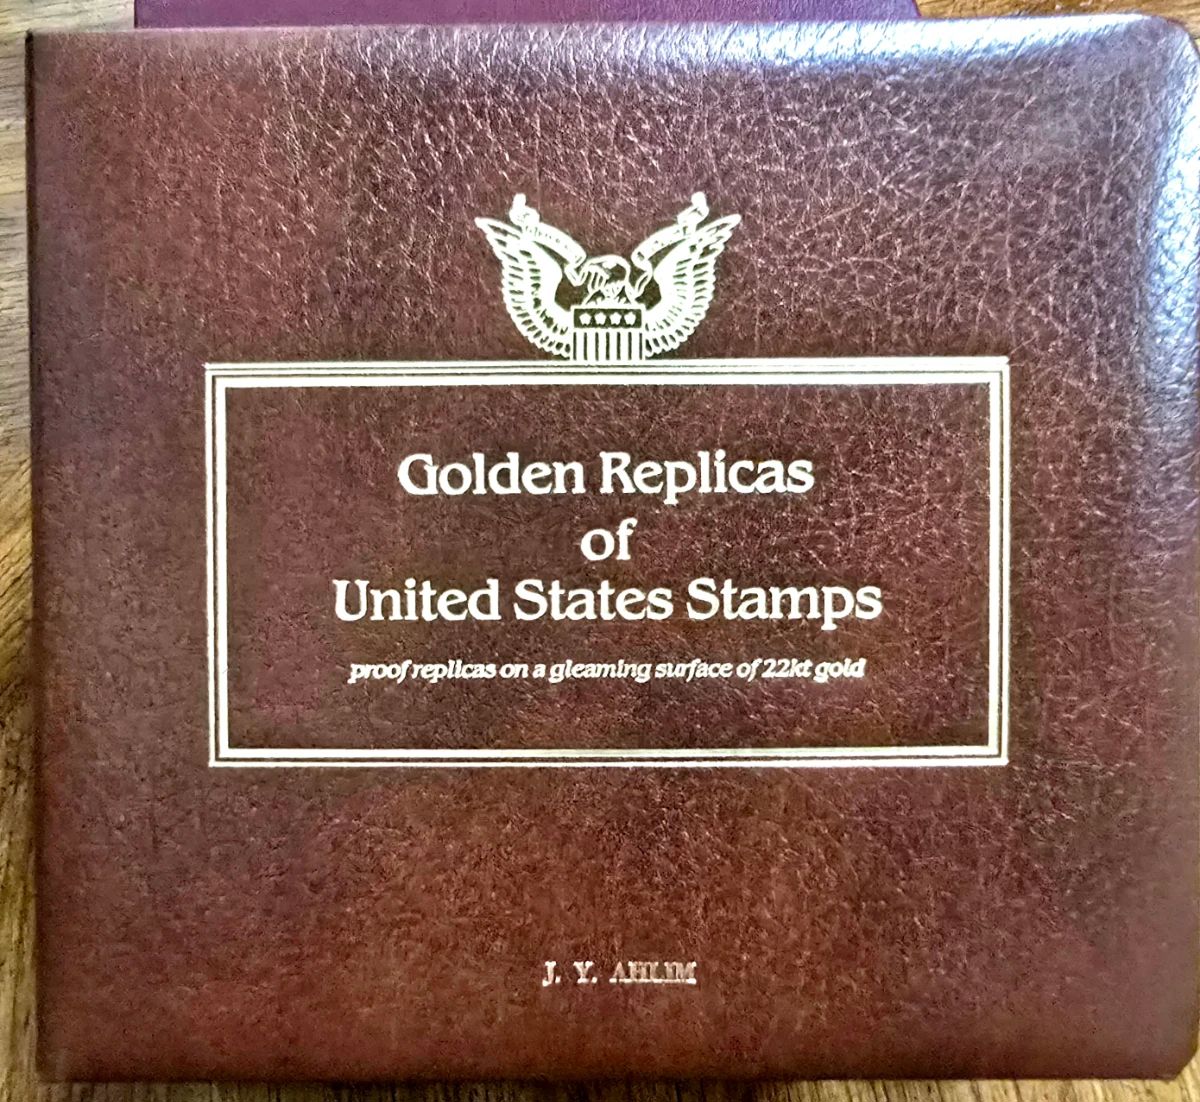 Golden Replicas
of
United States Stamps
proof replicas on a gleaming surface of 22kt gold
J. Y. AHLIM